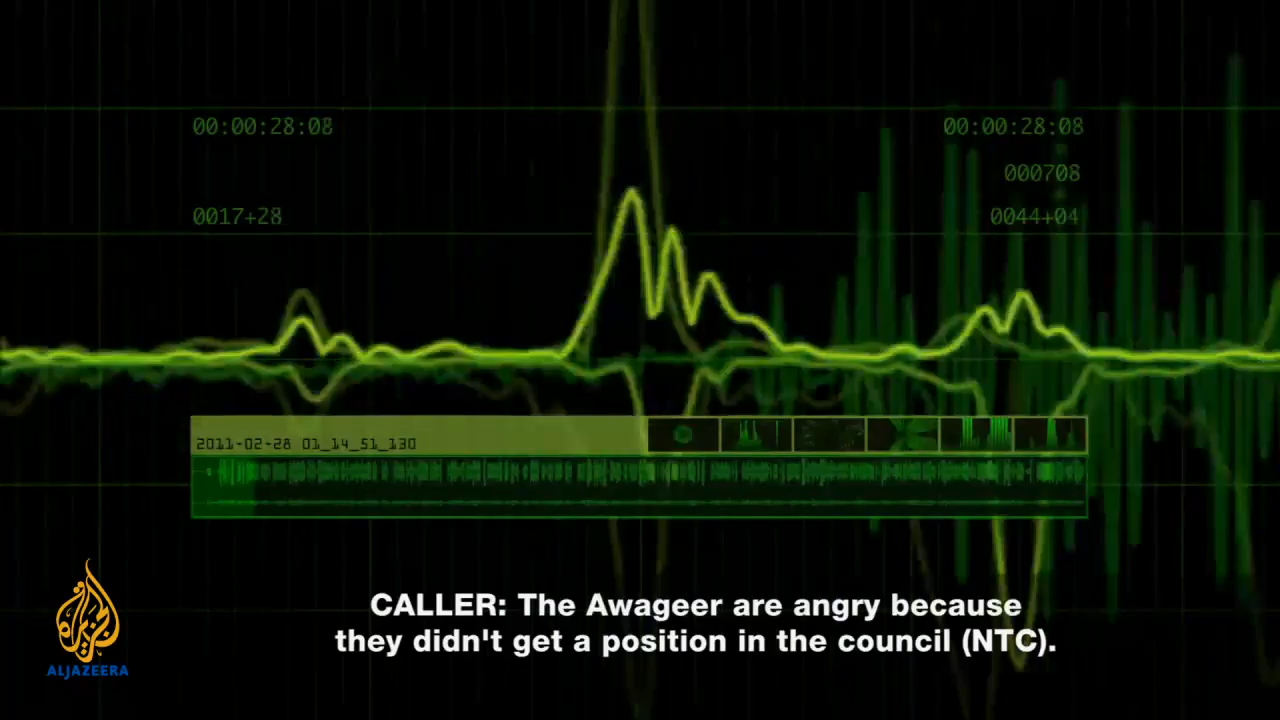 00:00:28:08
00:00:28:08
000708
0017+28
0044+04
2011-02-28 01_14_51_130
CALLER: The Awageer are angry because
they didn't get a position in the council (NTC).
الجزيرة
ALJAZEERA